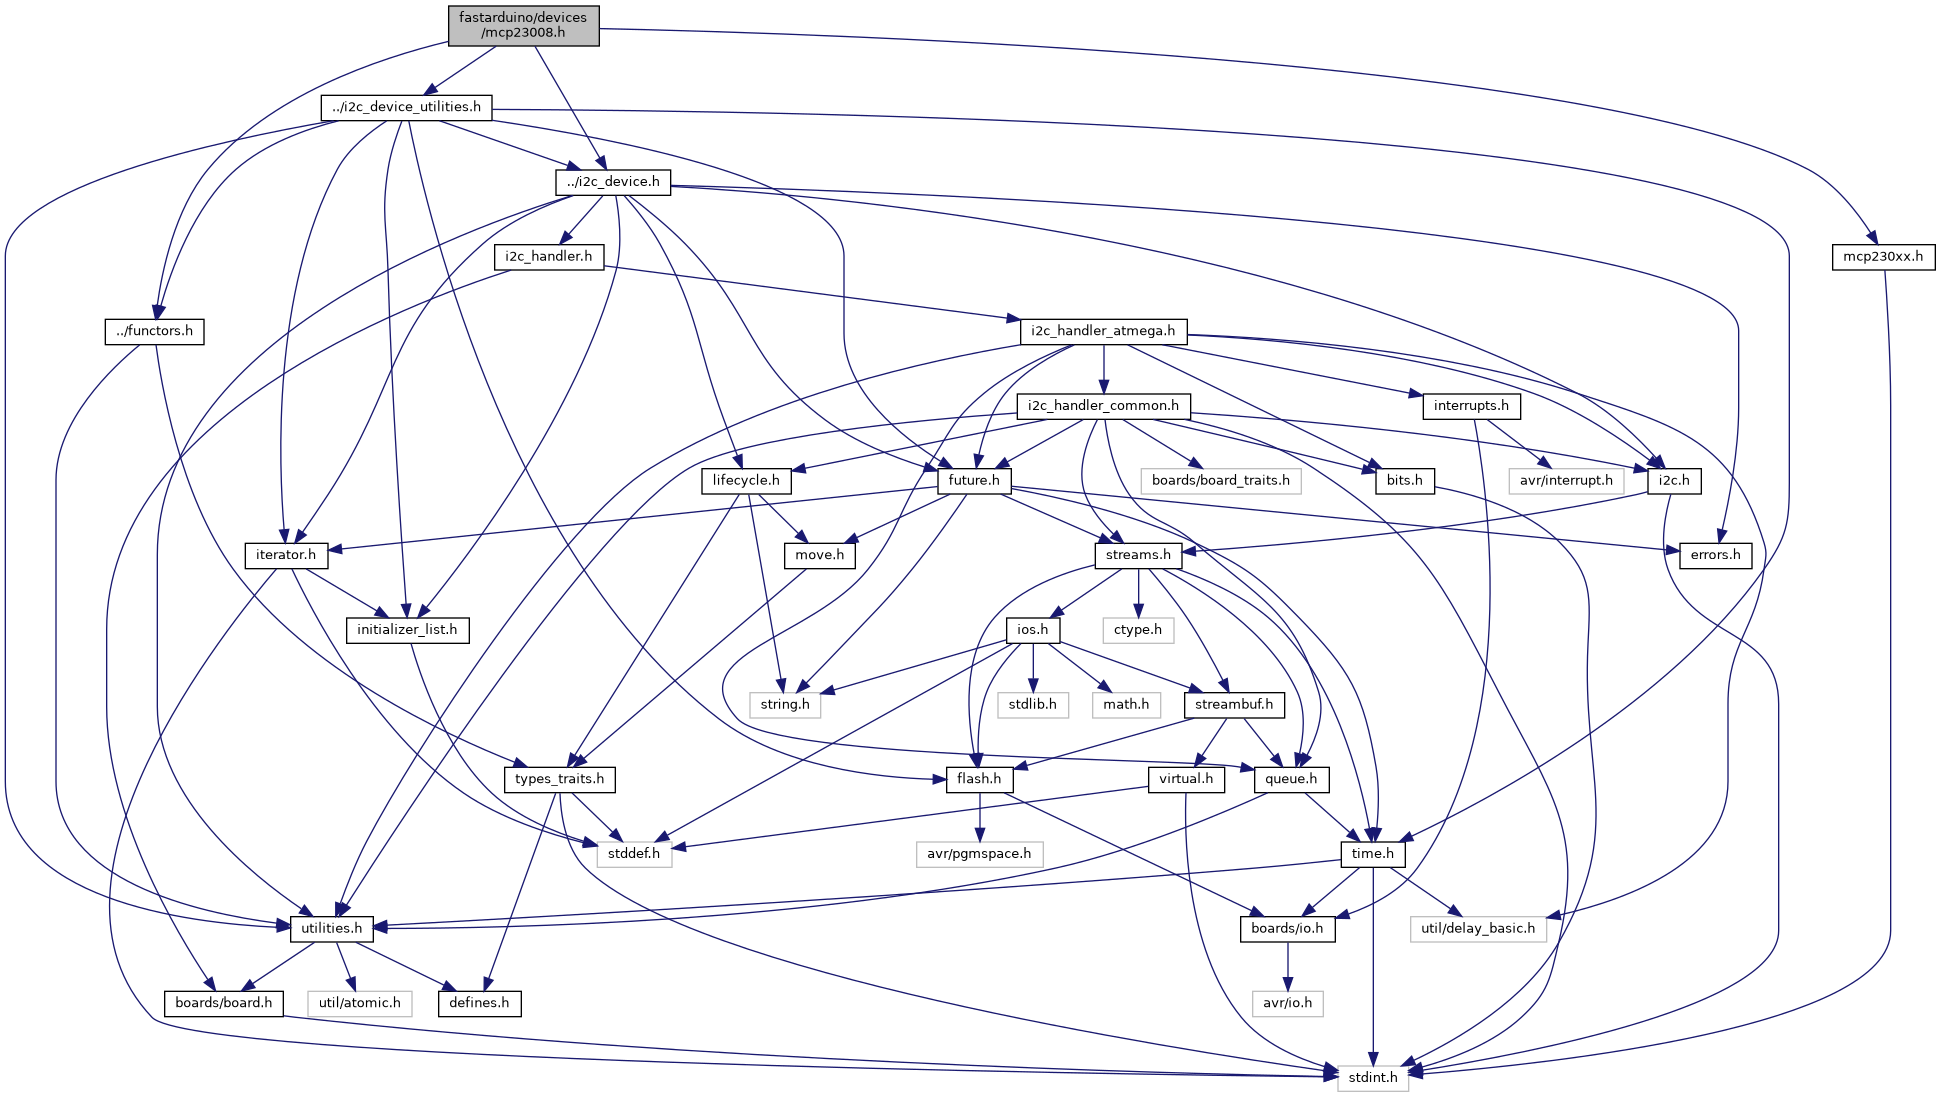 fastarduino/devices
/mcp23008.h
../i2c_device_utilities.h
../i2c_device.h
i2c_handler.h
mcp230xx.h
../functors.h
i2c_handler_atmega.h
i2c_handler_common.h
interrupts.h
lifecycle.h
future.h
boards/board_traits.h
bits.h
avr/interrupt.h
i2c.h
iterator.h
move.h
streams.h
errors.h
initializer_list.h
ios.h
ctype.h
string.h
stdlib.h
math.h
streambuf.h
types_traits.h
flash.h
virtual.h
queue.h
stddef.h
avr/pgmspace.h
time.h
utilities.h
boards/io.h
util/delay_basic.h
boards/board.h
util/atomic.h
defines.h
avr/io.h
stdint.h